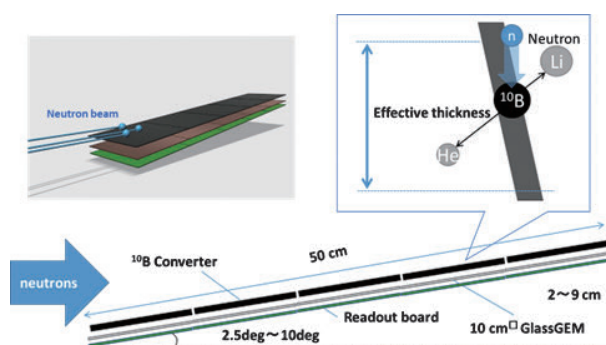 Neutron beam
n
Neutron
Li
10B
Effective thickness
He
neutrons
10B Converter
50 cm
2〜9 cm
Readout board
2.5deg〜10deg
10 cm□ GlassGEM